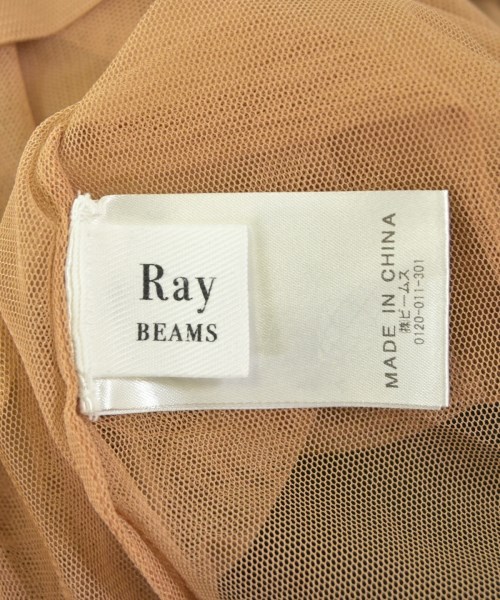 Ray
BEAMS
MADE IN CHINA
㈱ビームス
0120-011-301